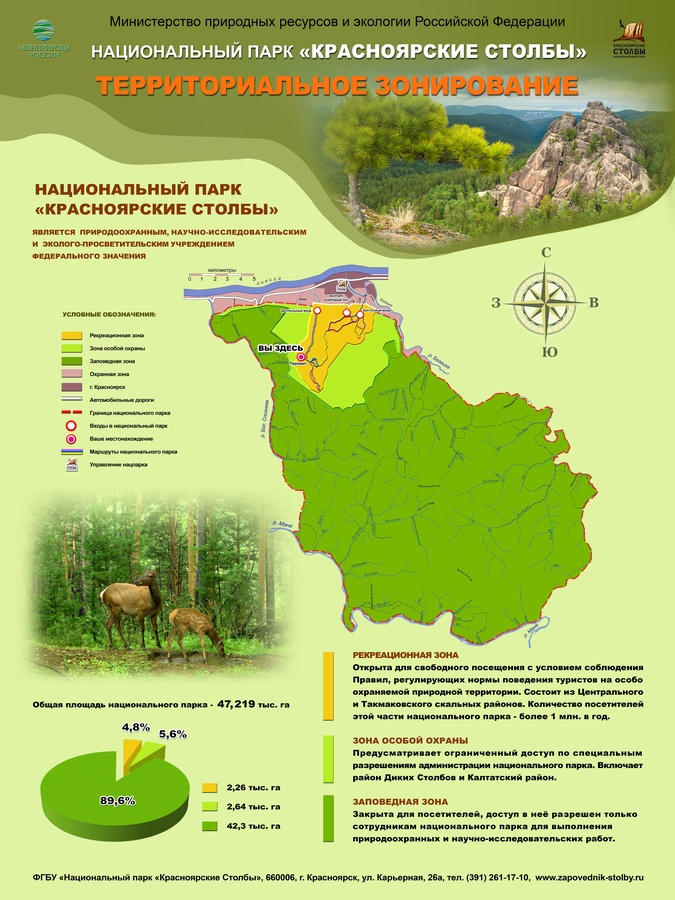 Министерство природных ресурсов и экологии Российской Федерации
МИНПРИРОДЫ
РОССИИ
НАЦИОНАЛЬНЫЙ ПАРК «КРАСНОЯРСКИЕ СТОЛБЫ»
КРАСНОЯРСКИЕ
СТОЛБЫ
ТЕРРИТОРИАЛЬНОЕ ЗОНИРОВАНИЕ
НАЦИОНАЛЬНЫЙ ПАРК
«КРАСНОЯРСКИЕ СТОЛБЫ»
ЯВЛЯЕТСЯ ПРИРОДООХРАННЫМ, НАУЧНО-ИССЛЕДОВАТЕЛЬСКИМ
И ЭКОЛОГО-ПРОСВЕТИТЕЛЬСКИМ УЧРЕЖДЕНИЕМ
ФЕДЕРАЛЬНОГО ЗНАЧЕНИЯ
километры
0 1 2 3 4 5
С
З
В
Ю
УСЛОВНЫЕ ОБОЗНАЧЕНИЯ:
Рекреационная зона
Зона особой охраны
Заповедная зона
Охранная зона
г. Красноярск
Автомобильные дороги
Граница национального парка
Входы в национальный парк
Ваше местонахождение
Маршруты национального парка
Управление нацпарка
ВЫ ЗДЕСЬ
Перевал
р. Базаиха
р. Мана
РЕКРЕАЦИОННАЯ ЗОНА
Открыта для свободного посещения с условием соблюдения
Правил, регулирующих нормы поведения туристов на особо
охраняемой природной территории. Состоит из Центрального
и Такмаковского скальных районов. Количество посетителей
этой части национального парка - более 1 млн. в год.
ЗОНА ОСОБОЙ ОХРАНЫ
Предусматривает ограниченный доступ по специальным
разрешениям администрации национального парка. Включает
район Диких Столбов и Калтатский район.
ЗАПОВЕДНАЯ ЗОНА
Закрыта для посетителей, доступ в неё разрешен только
сотрудникам национального парка для выполнения
природоохранных и научно-исследовательских работ.
Общая площадь национального парка - 47,219 тыс. га
4,8%
5,6%
89,6%
2,26 тыс. га
2,64 тыс. га
42,3 тыс. га
ФГБУ «Национальный парк «Красноярские Столбы», 660006, г. Красноярск, ул. Карьерная, 26а, тел. (391) 261-17-10, www.zapovednik-stolby.ru